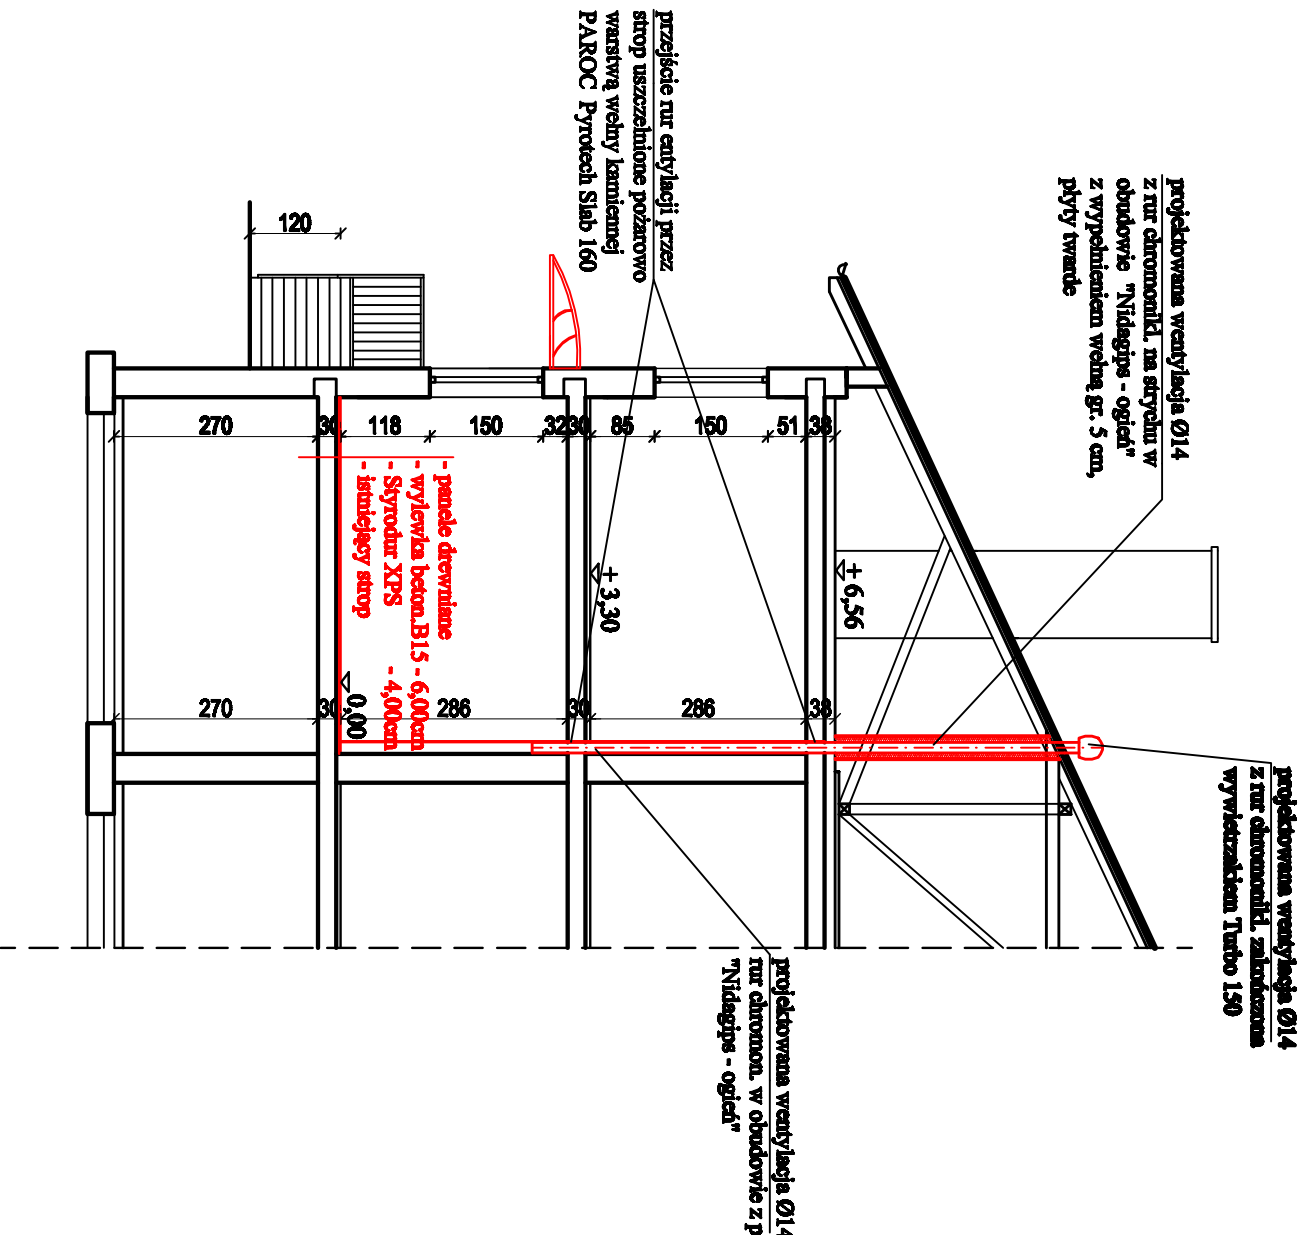 projektowana wentylacja Ø14
z rur chromonikl. zakończona
wywietrzakiem Turbo 150
projektowana wentylacja Ø14
z rur chromonikl. na strychu w
obudowie "Nidagips - ogień"
z wypełnieniem wełną gr. 5 cm,
płyty twarde
przejście rur entylacji przez
strop uszczelnione pożarowo
warstwą wełny kamiennej
PAROC Pyrotech Slab 160
projektowana wentylacja Ø14
rur chromon. w obudowie z p
"Nidagips - ogień"
+ 6,56
+ 3,30
0,00
- panele drewniane
- wylewka beton.B15 - 6,00cm
- Styrodur XPS - 4,00cm
- istniejący strop
120
270
30
118
150
32
30
85
150
51
38
270
30
286
30
286
38